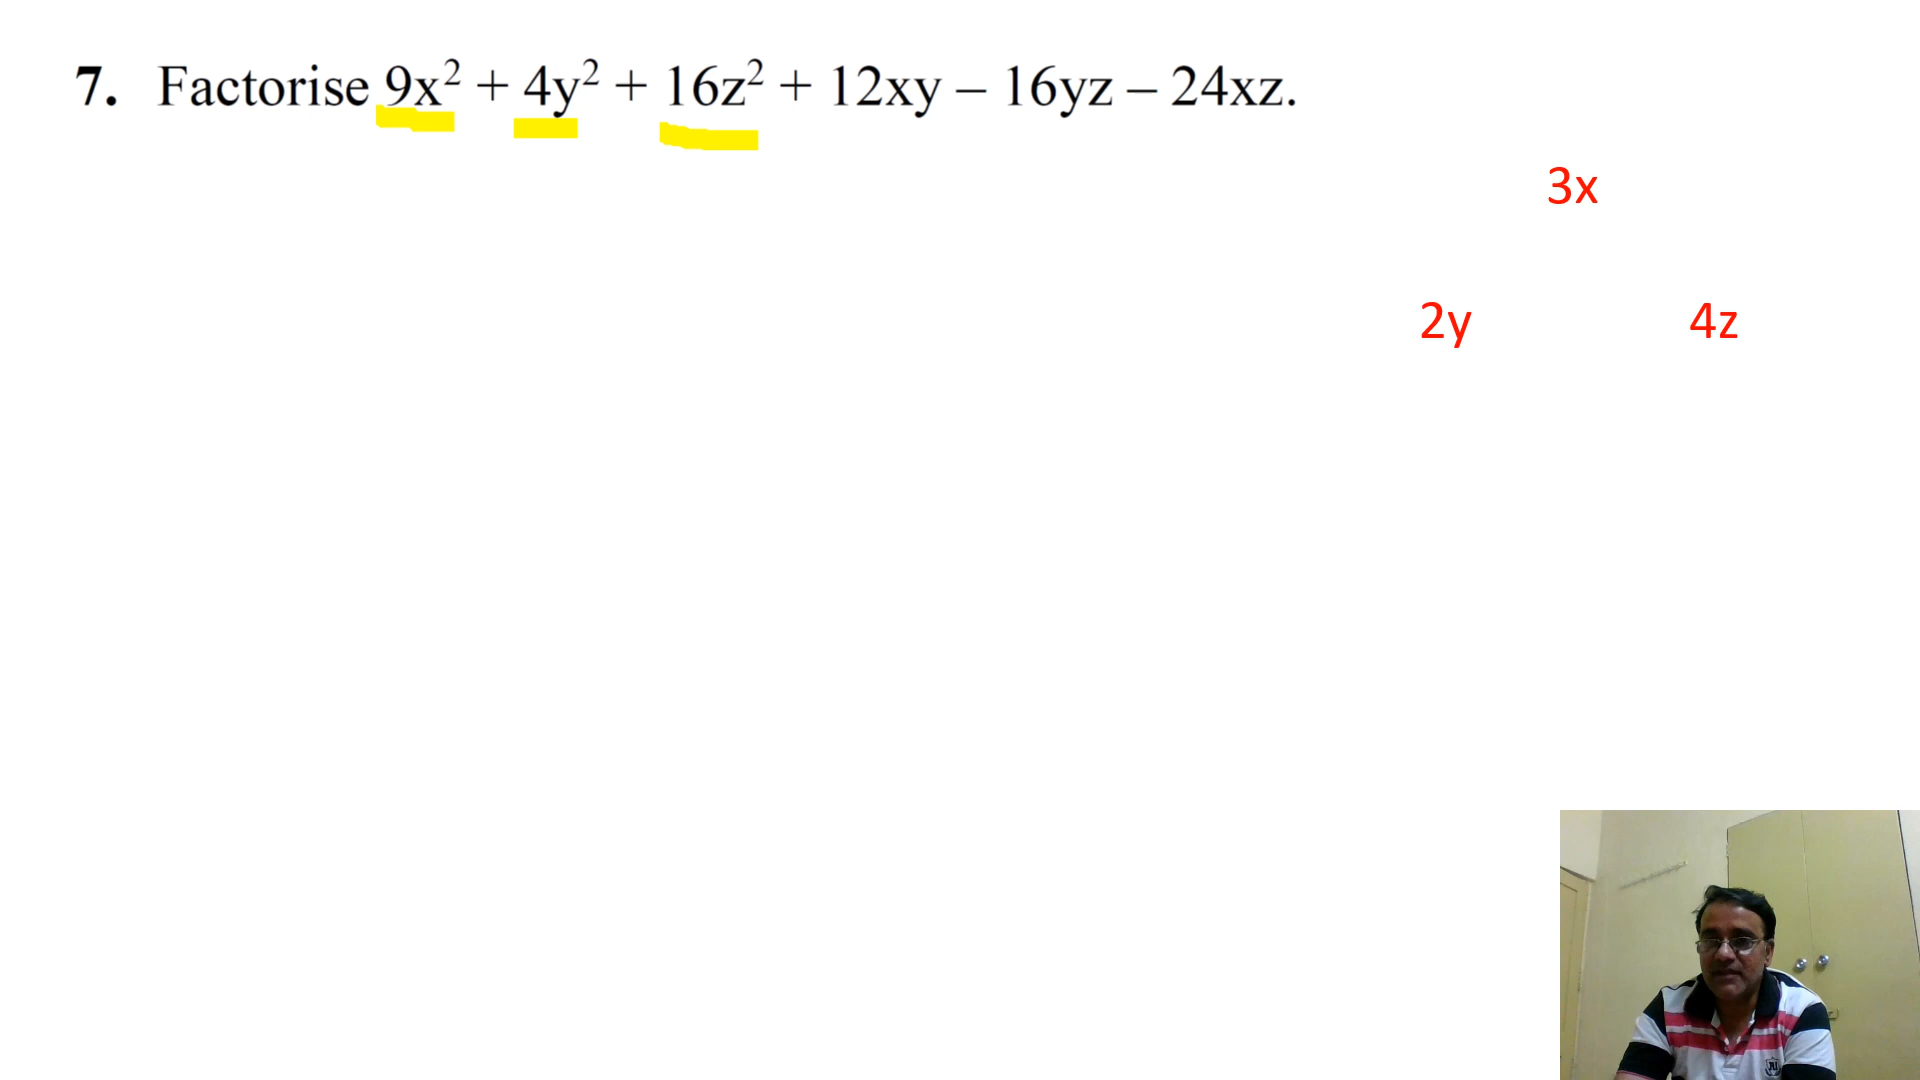 7. Factorise 9x² + 4y² + 16z² + 12xy – 16yz – 24xz.
3x
2y 4z